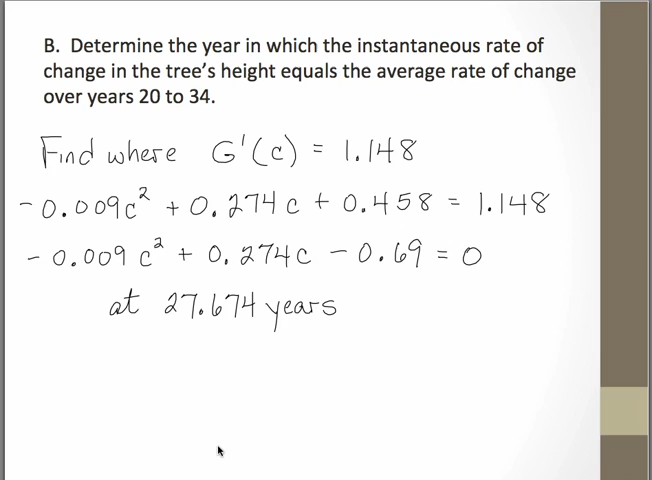 B. Determine the year in which the instantaneous rate of
change in the tree's height equals the average rate of change
over years 20 to 34.
Find where G'(c) = 1.148
-0.009c² + 0.274c + 0.458 = 1.148
-0.009c² + 0.274c - 0.69 = 0
at 27.674 years